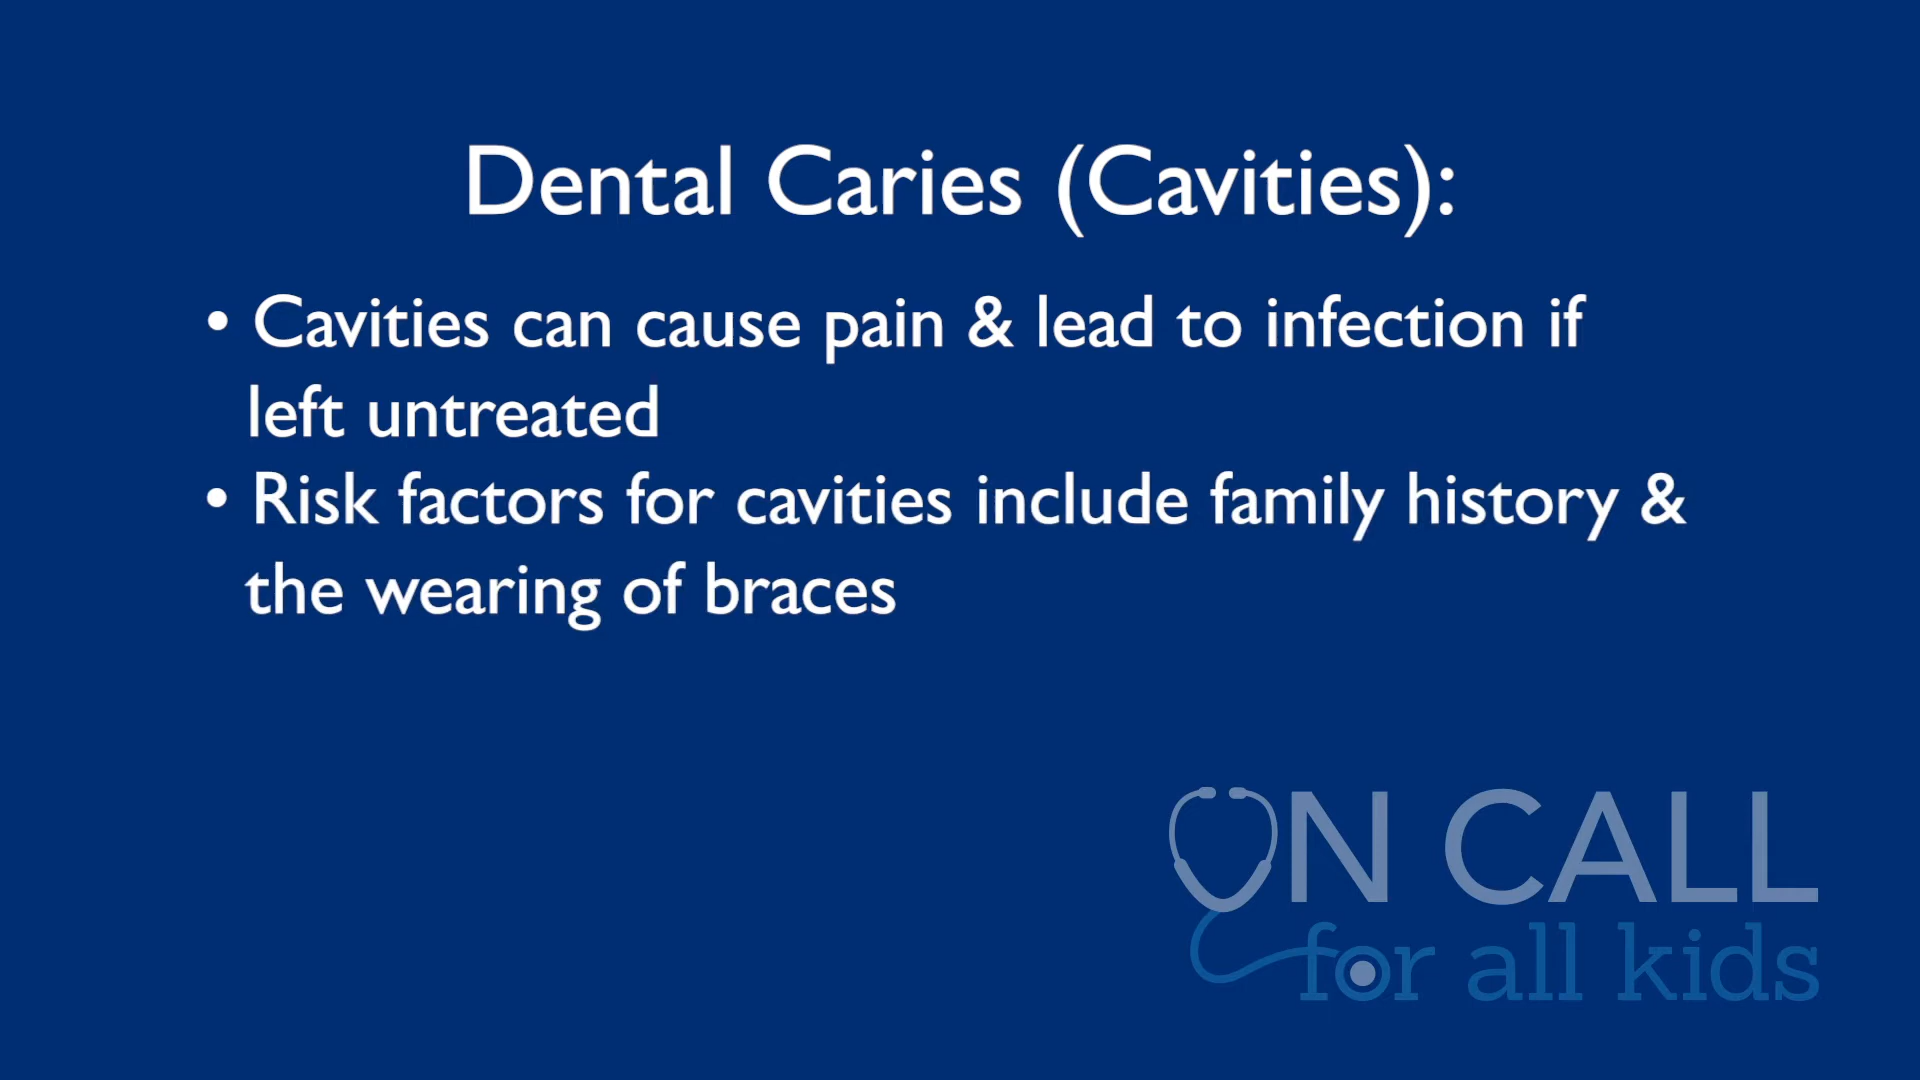 Dental Caries (Cavities):
• Cavities can cause pain & lead to infection if
left untreated
• Risk factors for cavities include family history &
the wearing of braces
ON CALL
for all kids